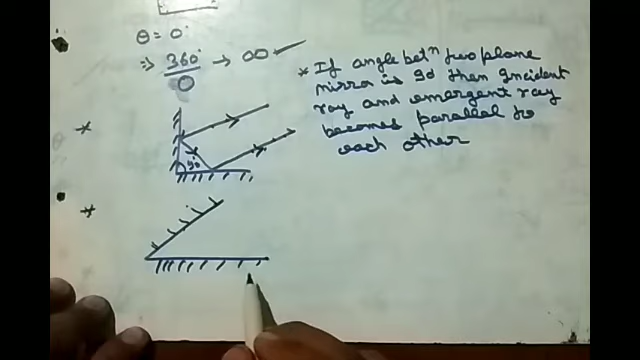 θ = 0°
⇒ 360°/0 → ∞
* If angle betⁿ two plane
mirror is 90 then incident
ray and emergent ray
becomes parallel to
each other
*
90°
*